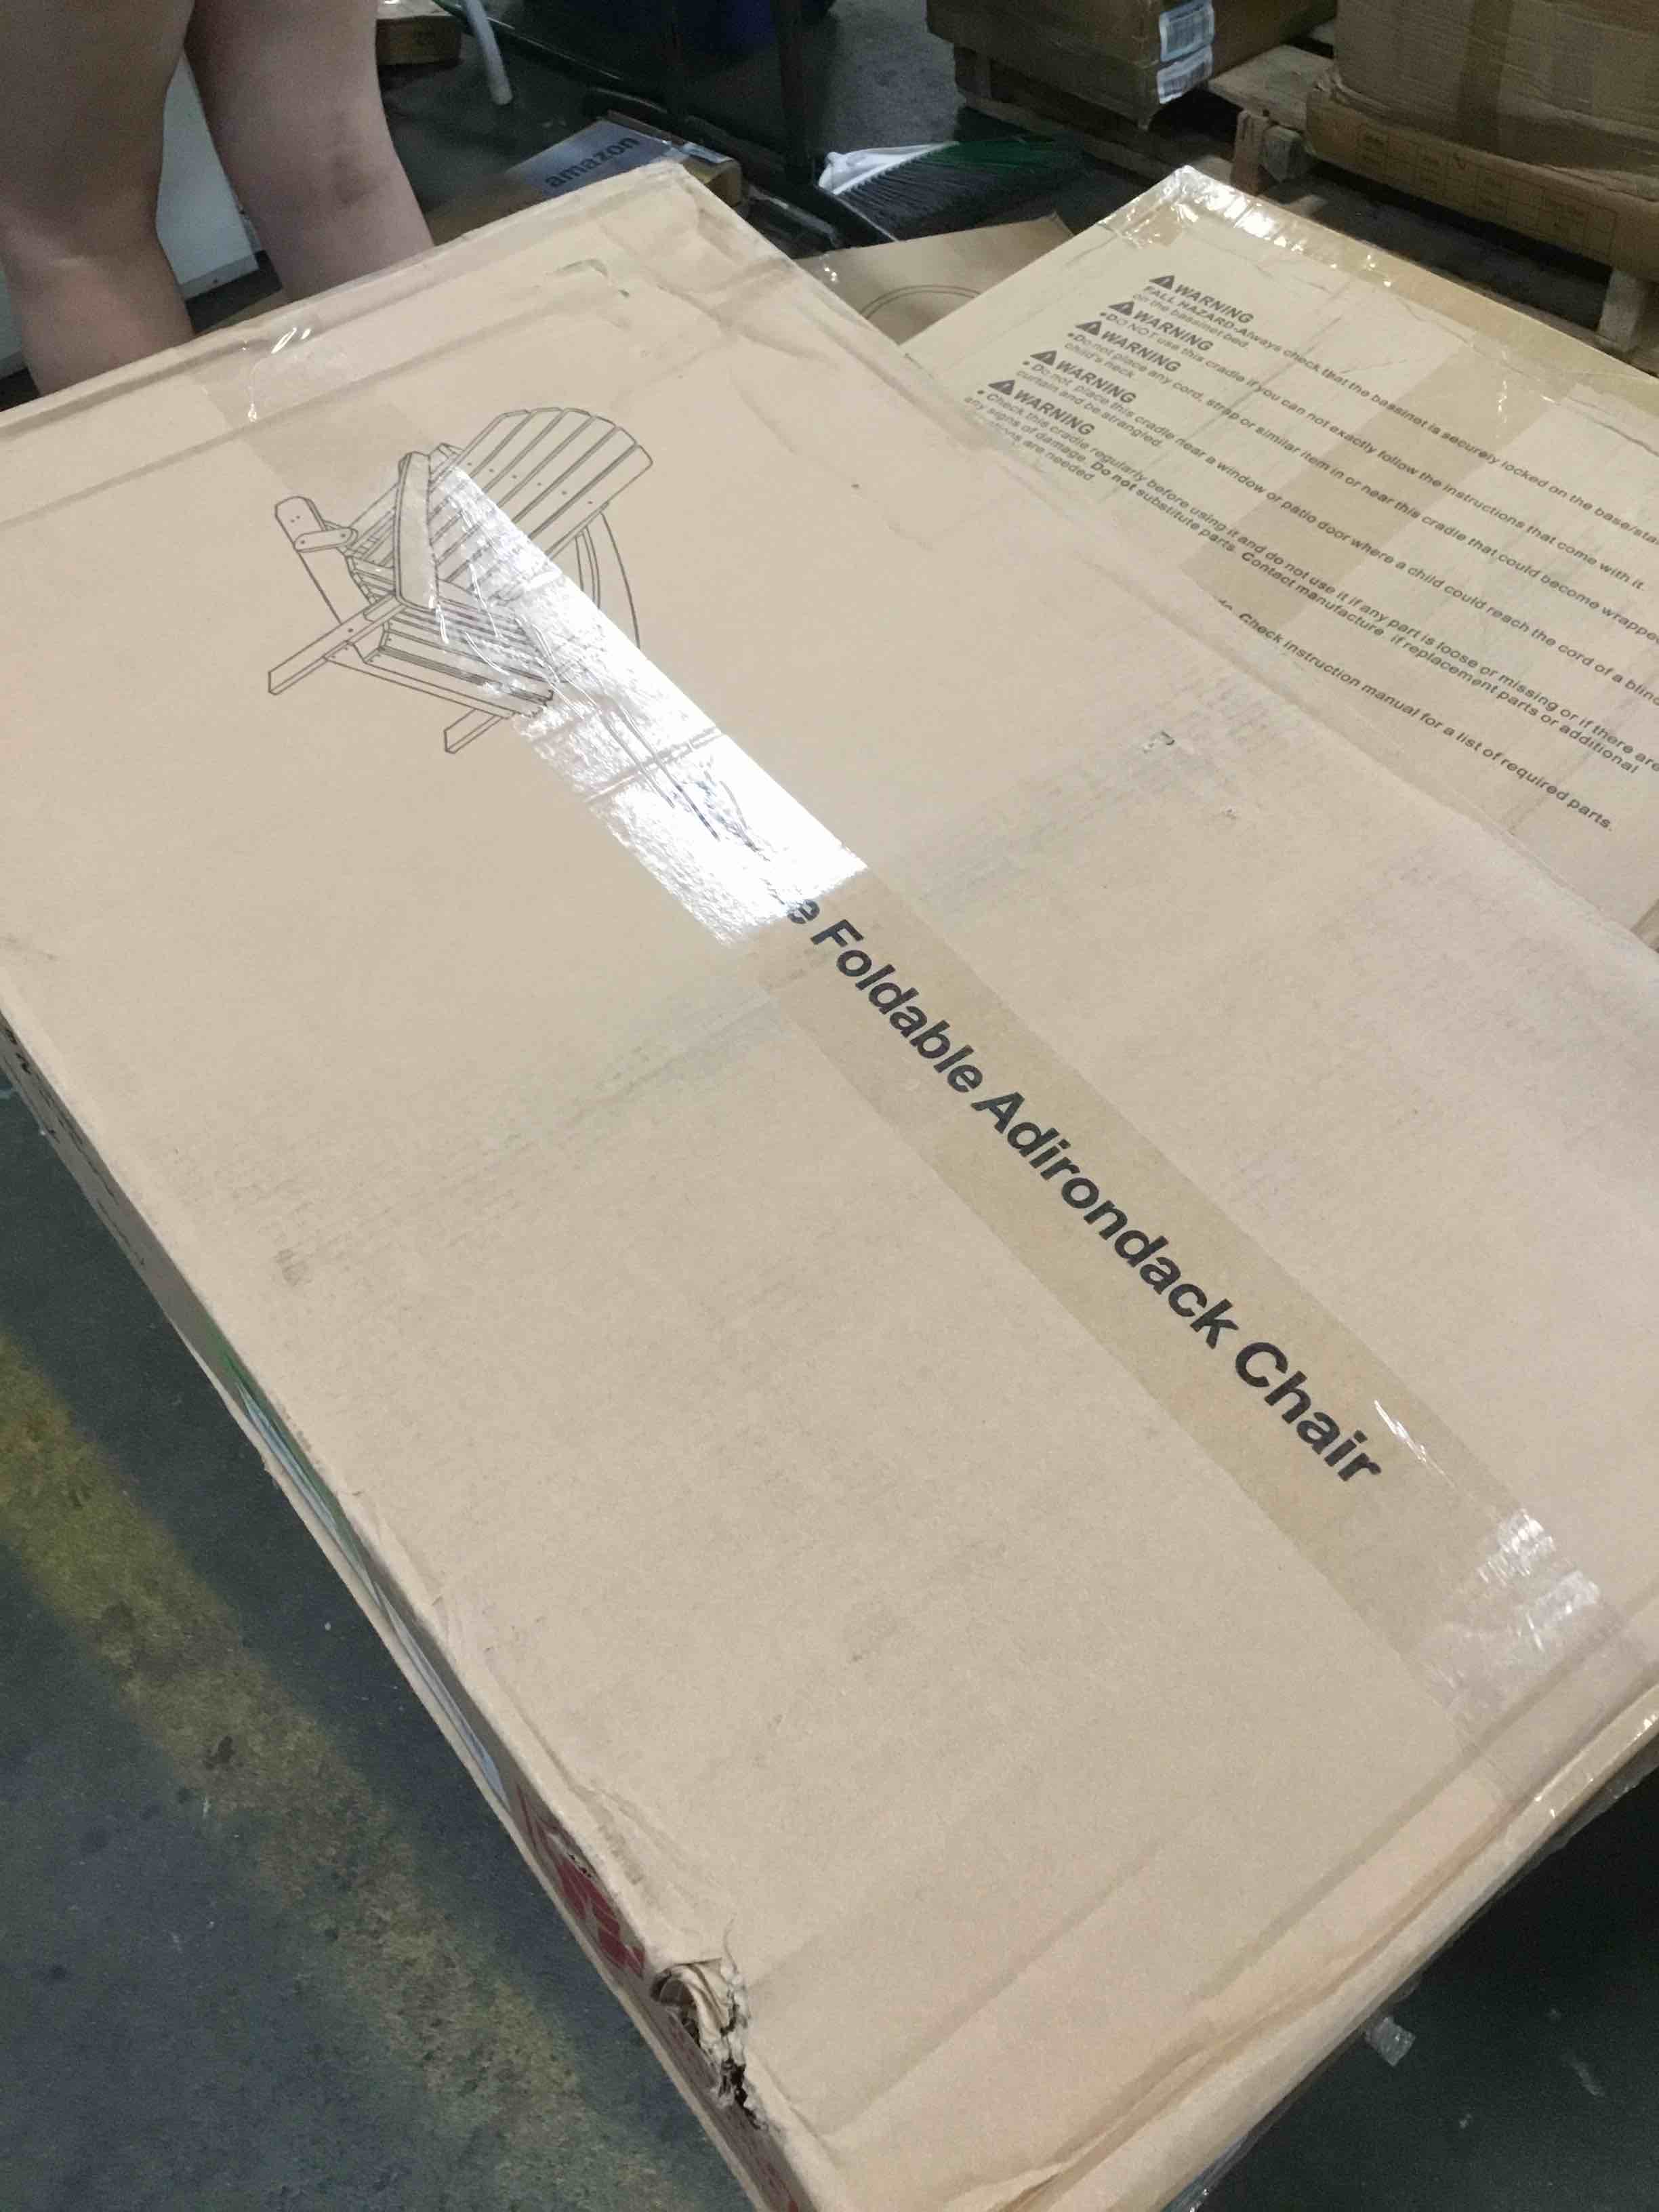 amazon
WARNING
FALL HAZARD-Always check that the bassinet is securely locked on the
on the bassinet bed.
WARNING
•DO NOT use this cradle if you can not exactly follow the instructions that come with it.
WARNING
•Do not place any cord, strap or similar item in or near this cradle that could become
child's neck.
WARNING
• Do not place this cradle near a window or patio door where a child could reach the cord of a
curtain and be strangled.
WARNING
• Check this cradle regularly before using it and do not use it if any part is loose or missing or if there are
any signs of damage. Do not substitute parts. Contact manufacture if replacement parts or additional
are needed.
Check instruction manual for a list of required parts.
Foldable Adirondack Chair